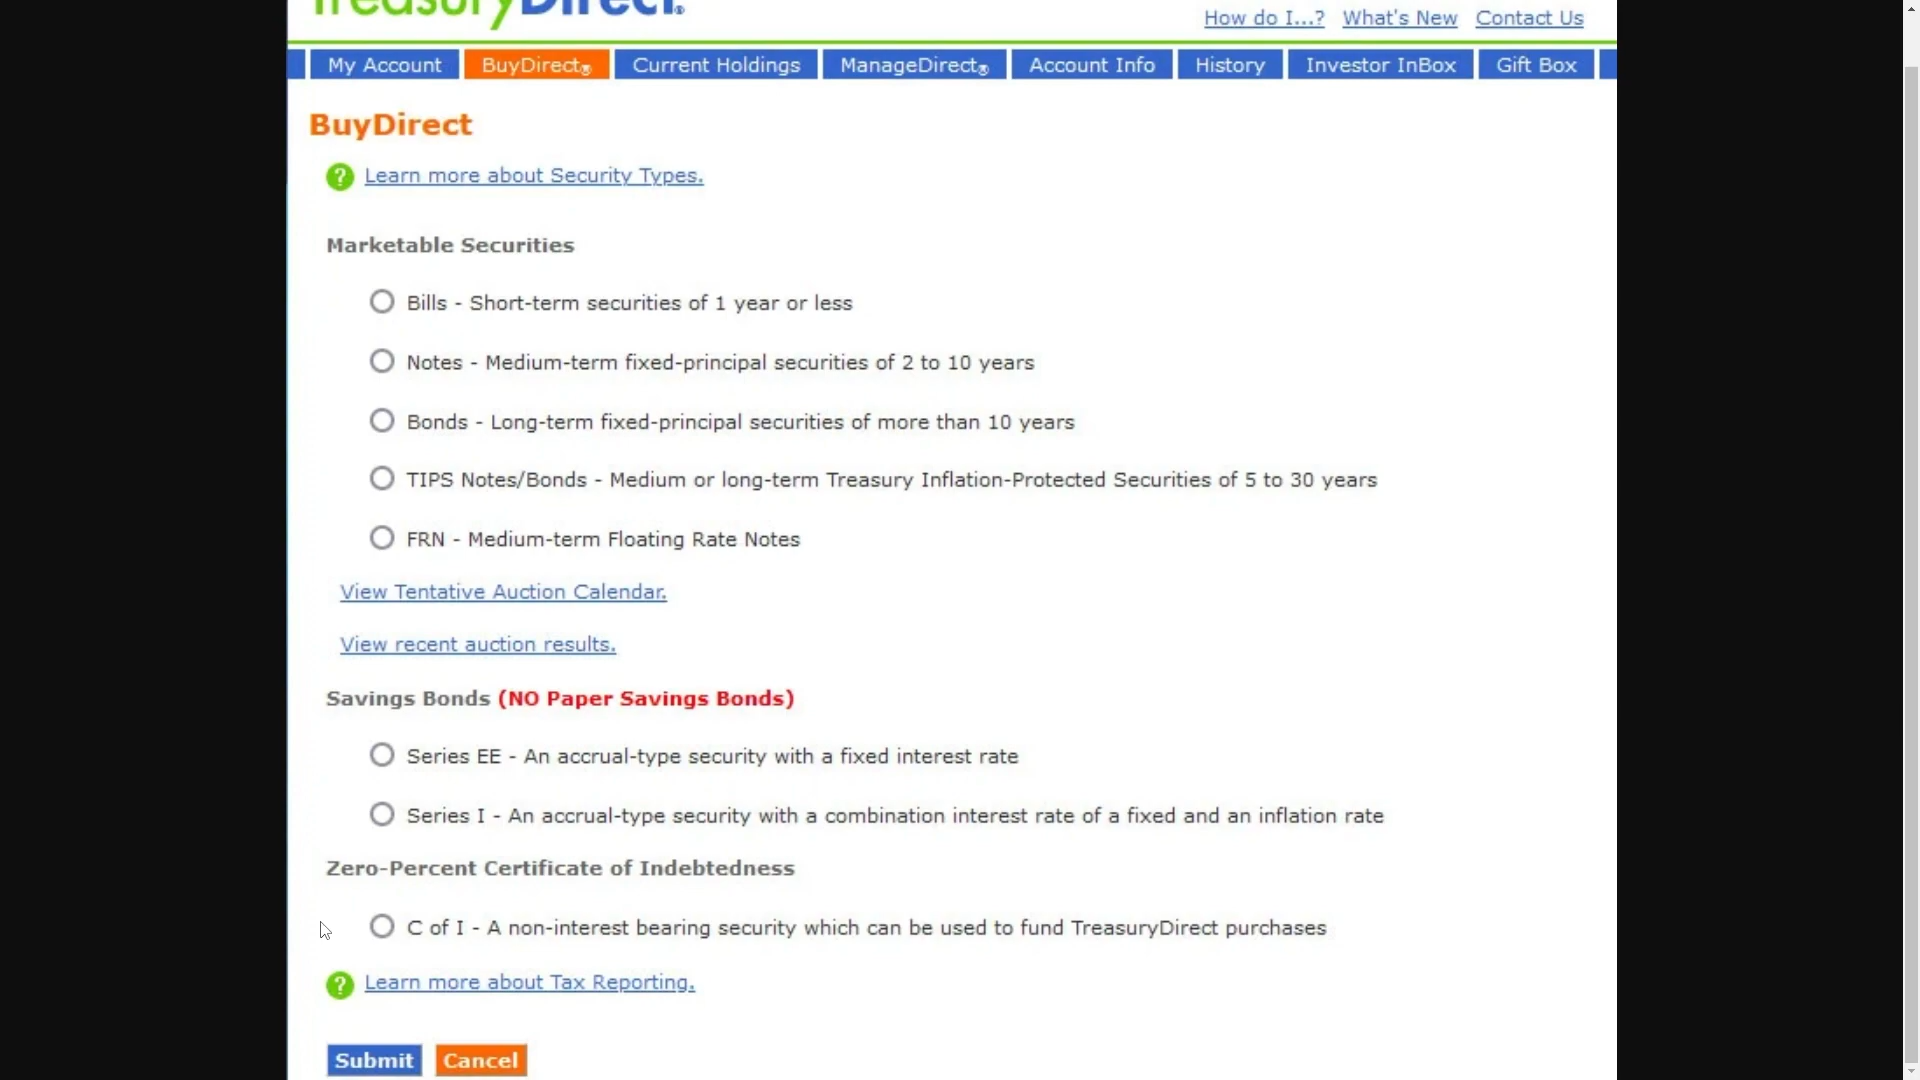 TreasuryDirect®
How do I...? What's New Contact Us
My Account BuyDirect® Current Holdings ManageDirect® Account Info History Investor InBox Gift Box
BuyDirect
? Learn more about Security Types.
Marketable Securities
Bills - Short-term securities of 1 year or less
Notes - Medium-term fixed-principal securities of 2 to 10 years
Bonds - Long-term fixed-principal securities of more than 10 years
TIPS Notes/Bonds - Medium or long-term Treasury Inflation-Protected Securities of 5 to 30 years
FRN - Medium-term Floating Rate Notes
View Tentative Auction Calendar.
View recent auction results.
Savings Bonds (NO Paper Savings Bonds)
Series EE - An accrual-type security with a fixed interest rate
Series I - An accrual-type security with a combination interest rate of a fixed and an inflation rate
Zero-Percent Certificate of Indebtedness
C of I - A non-interest bearing security which can be used to fund TreasuryDirect purchases
? Learn more about Tax Reporting.
Submit Cancel